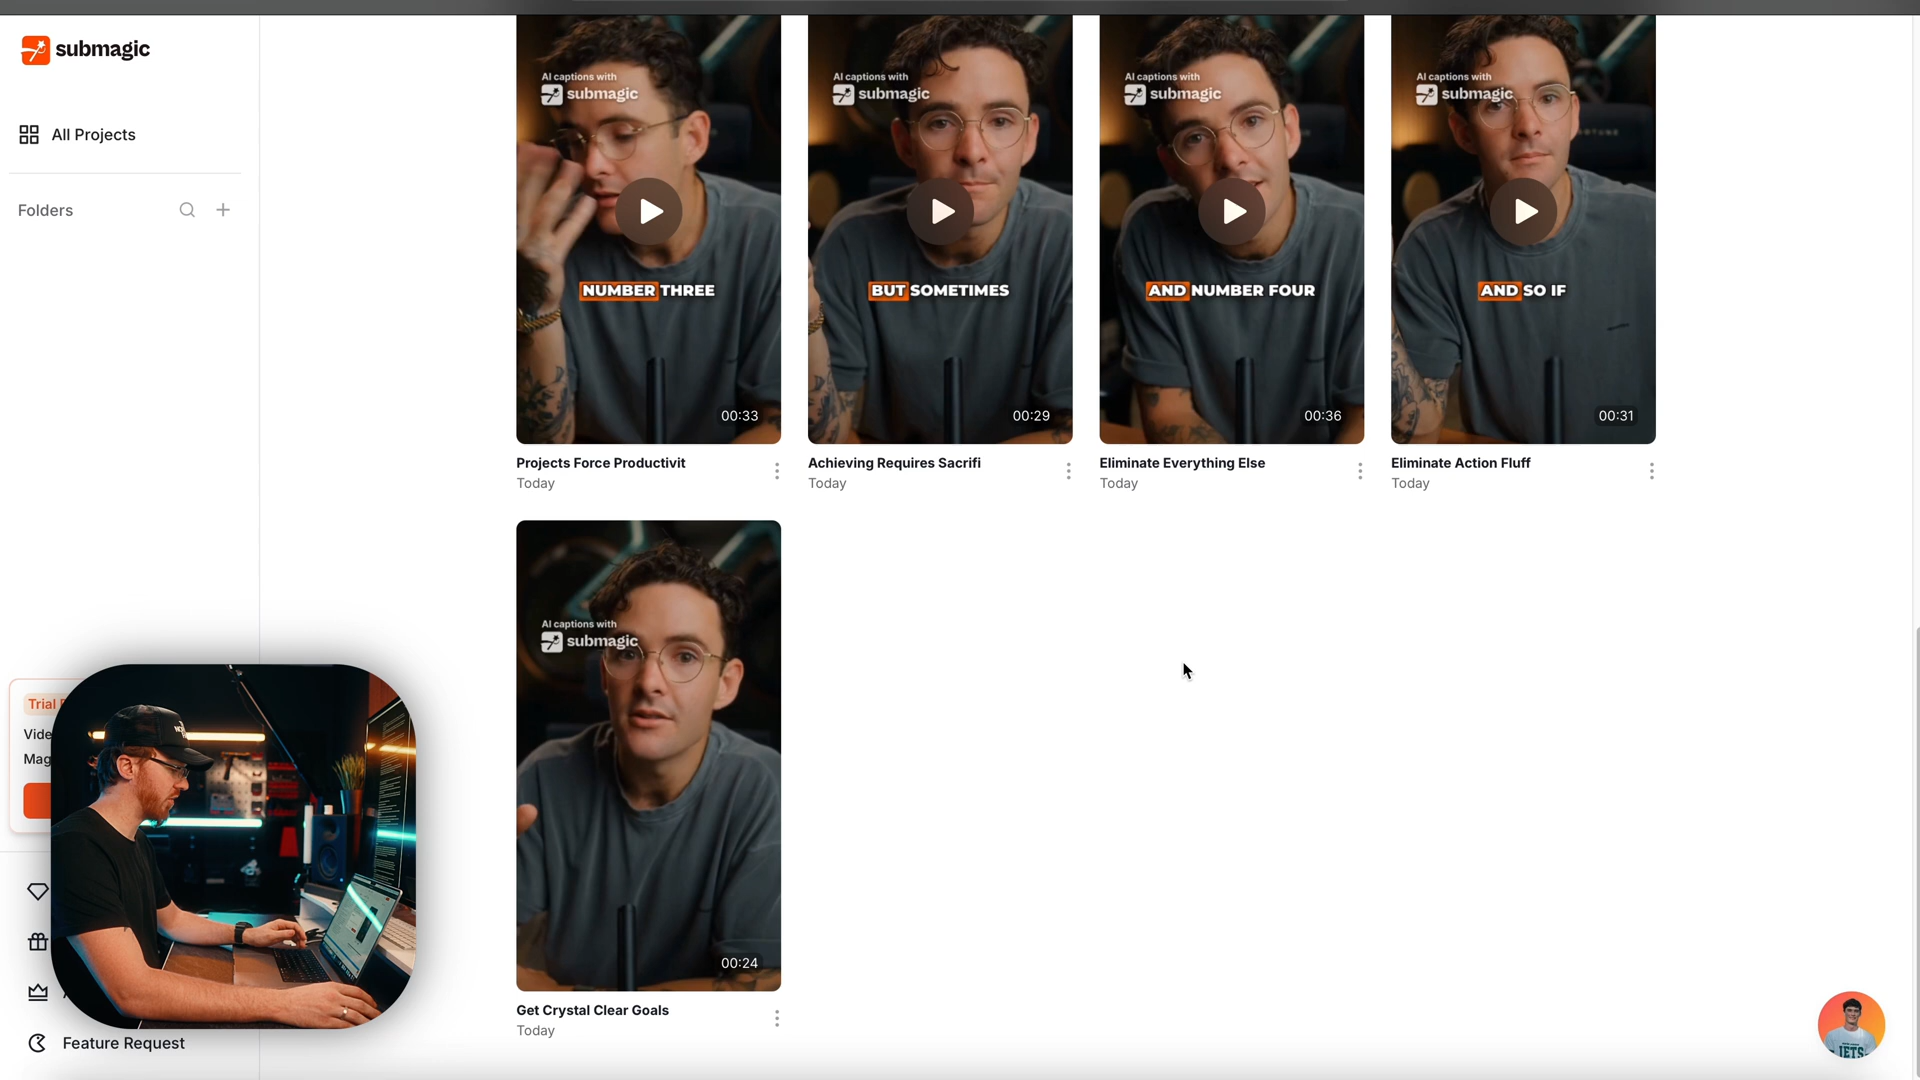 submagic
All Projects
Folders
AI captions with
submagic
NUMBER THREE
00:33
AI captions with
submagic
BUT SOMETIMES
00:29
AI captions with
submagic
AND NUMBER FOUR
00:36
AI captions with
submagic
AND SO IF
00:31
Projects Force Productivit
Today
Achieving Requires Sacrifi
Today
Eliminate Everything Else
Today
Eliminate Action Fluff
Today
AI captions with
submagic
00:24
Get Crystal Clear Goals
Today
Trial
Feature Request
JETS